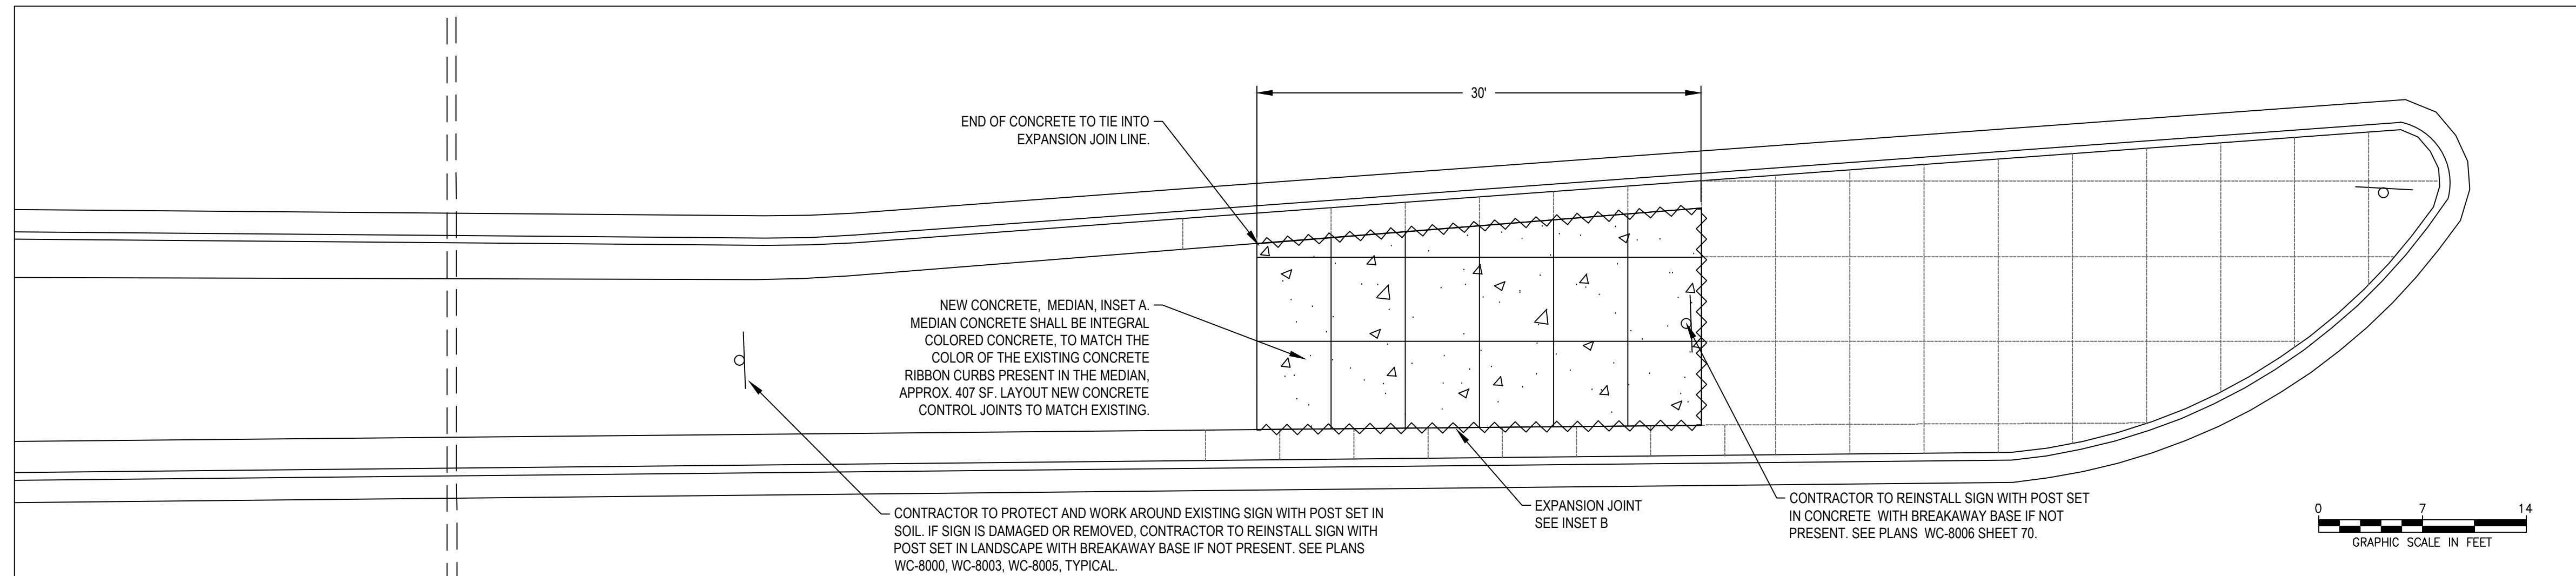 30'
END OF CONCRETE TO TIE INTO
EXPANSION JOIN LINE.
NEW CONCRETE, MEDIAN, INSET A.
MEDIAN CONCRETE SHALL BE INTEGRAL
COLORED CONCRETE, TO MATCH THE
COLOR OF THE EXISTING CONCRETE
RIBBON CURBS PRESENT IN THE MEDIAN,
APPROX. 407 SF. LAYOUT NEW CONCRETE
CONTROL JOINTS TO MATCH EXISTING.
CONTRACTOR TO PROTECT AND WORK AROUND EXISTING SIGN WITH POST SET IN
SOIL. IF SIGN IS DAMAGED OR REMOVED, CONTRACTOR TO REINSTALL SIGN WITH
POST SET IN LANDSCAPE WITH BREAKAWAY BASE IF NOT PRESENT. SEE PLANS
WC-8000, WC-8003, WC-8005, TYPICAL.
EXPANSION JOINT
SEE INSET B
CONTRACTOR TO REINSTALL SIGN WITH POST SET
IN CONCRETE WITH BREAKAWAY BASE IF NOT
PRESENT. SEE PLANS WC-8006 SHEET 70.
0 7 14
GRAPHIC SCALE IN FEET